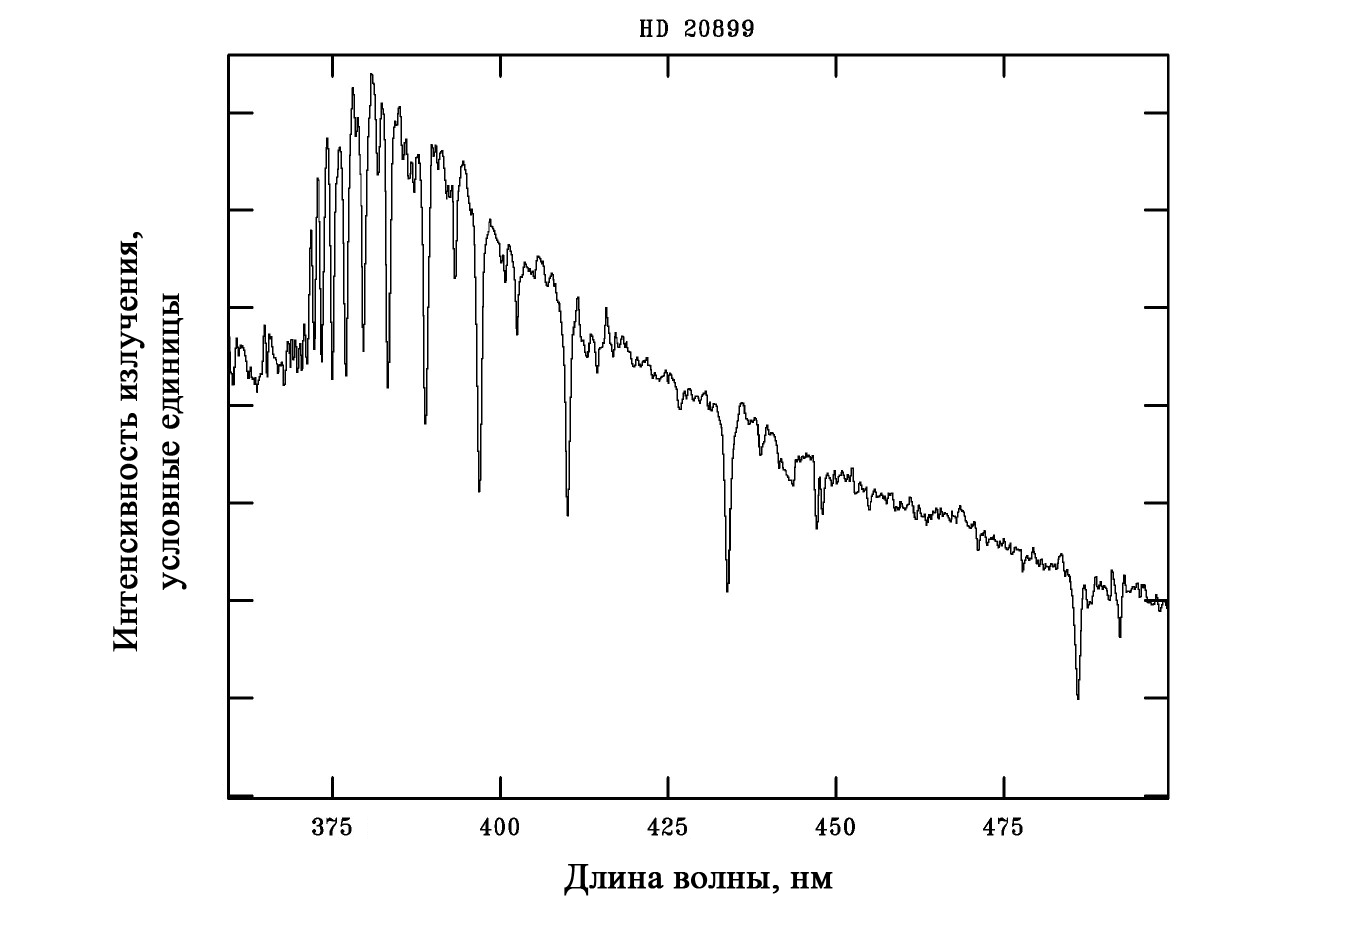 HD 20899
Интенсивность излучения,
условные единицы
375 400 425 450 475
Длина волны, нм